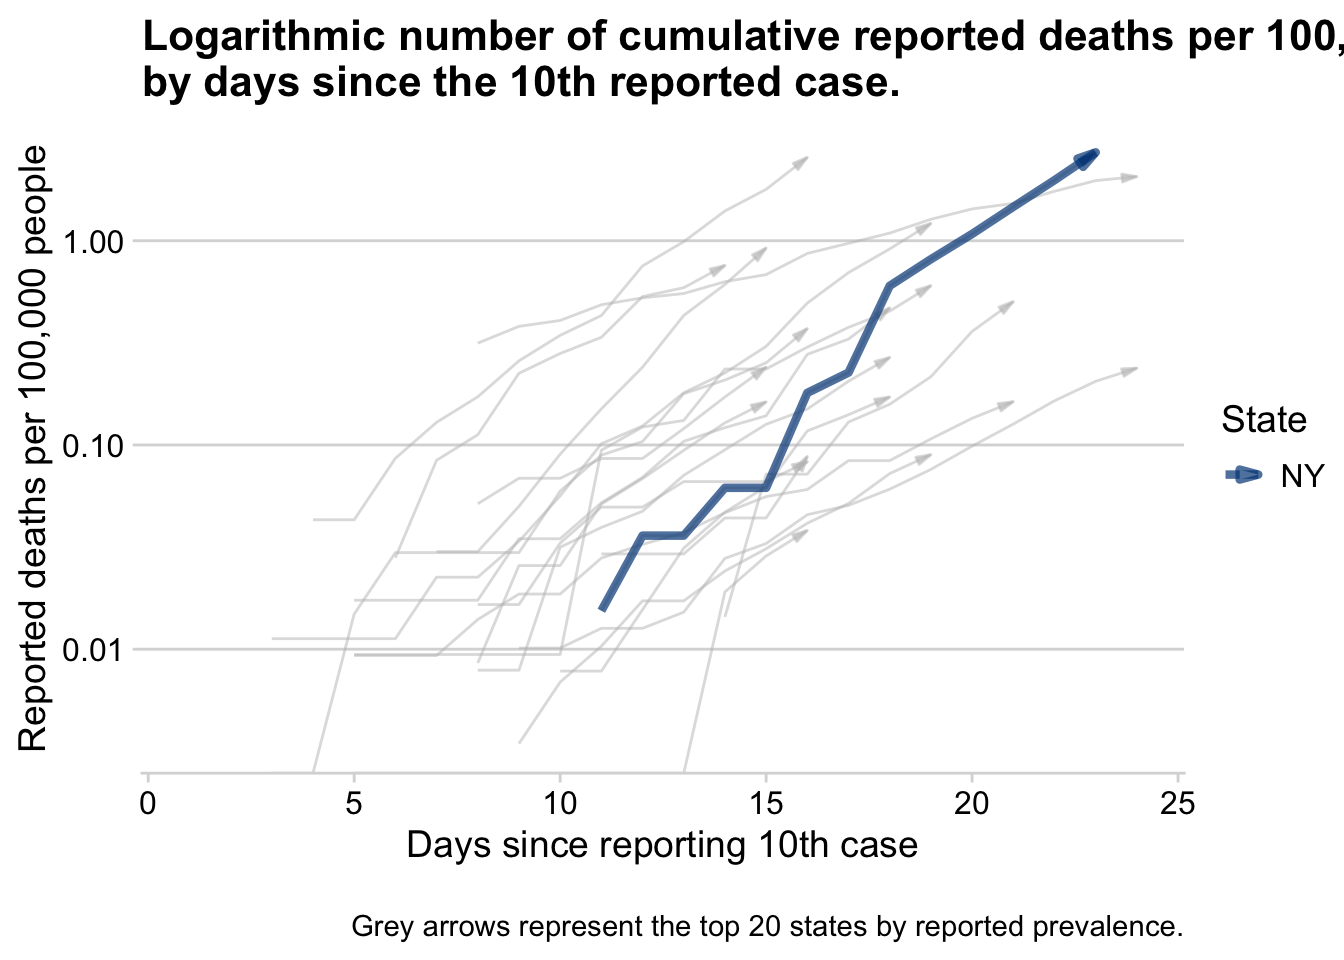 Logarithmic number of cumulative reported deaths per 100,
by days since the 10th reported case.
Reported deaths per 100,000 people
1.00
0.10
0.01
0
5
10
15
20
25
Days since reporting 10th case
State
NY
Grey arrows represent the top 20 states by reported prevalence.